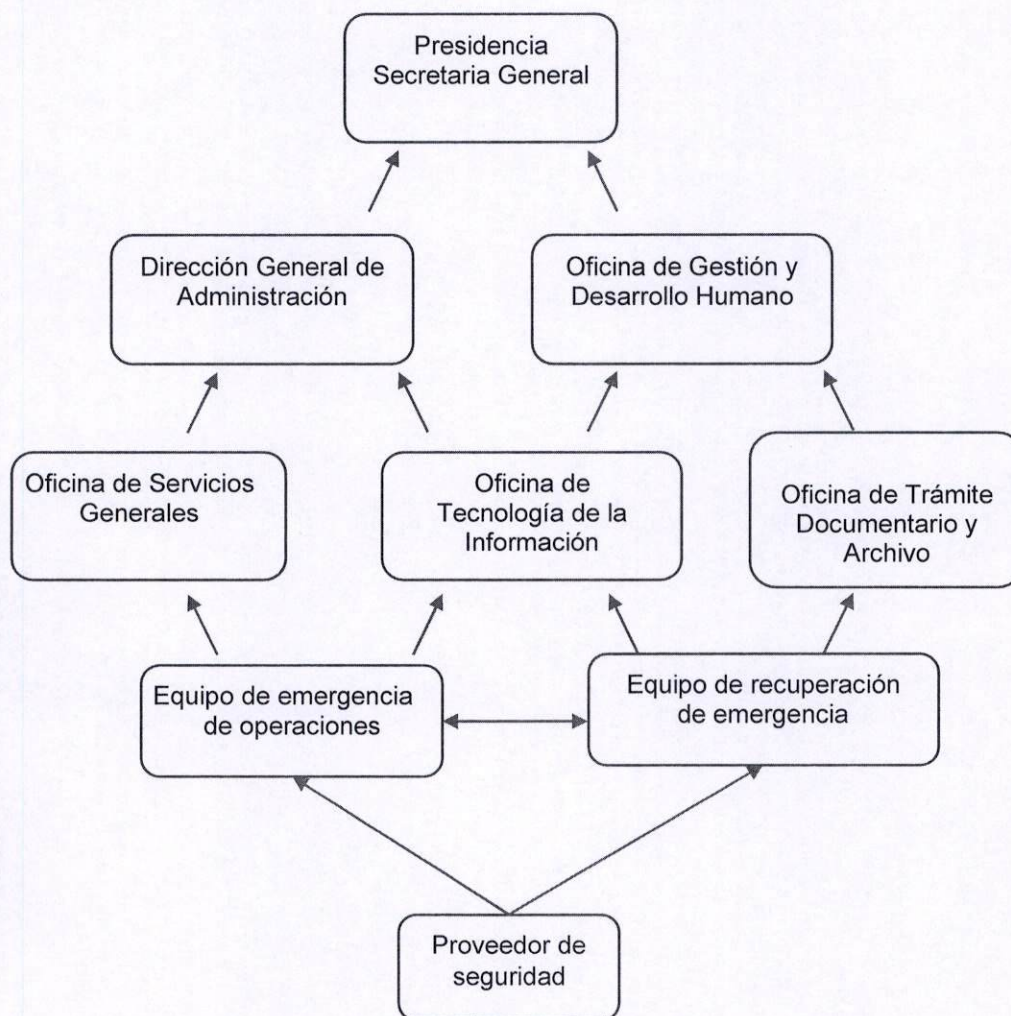 Presidencia
Secretaria General
Dirección General de
Administración
Oficina de Gestión y
Desarrollo Humano
Oficina de Servicios
Generales
Oficina de
Tecnología de la
Información
Oficina de Trámite
Documentario y
Archivo
Equipo de emergencia
de operaciones
Equipo de recuperación
de emergencia
Proveedor de
seguridad